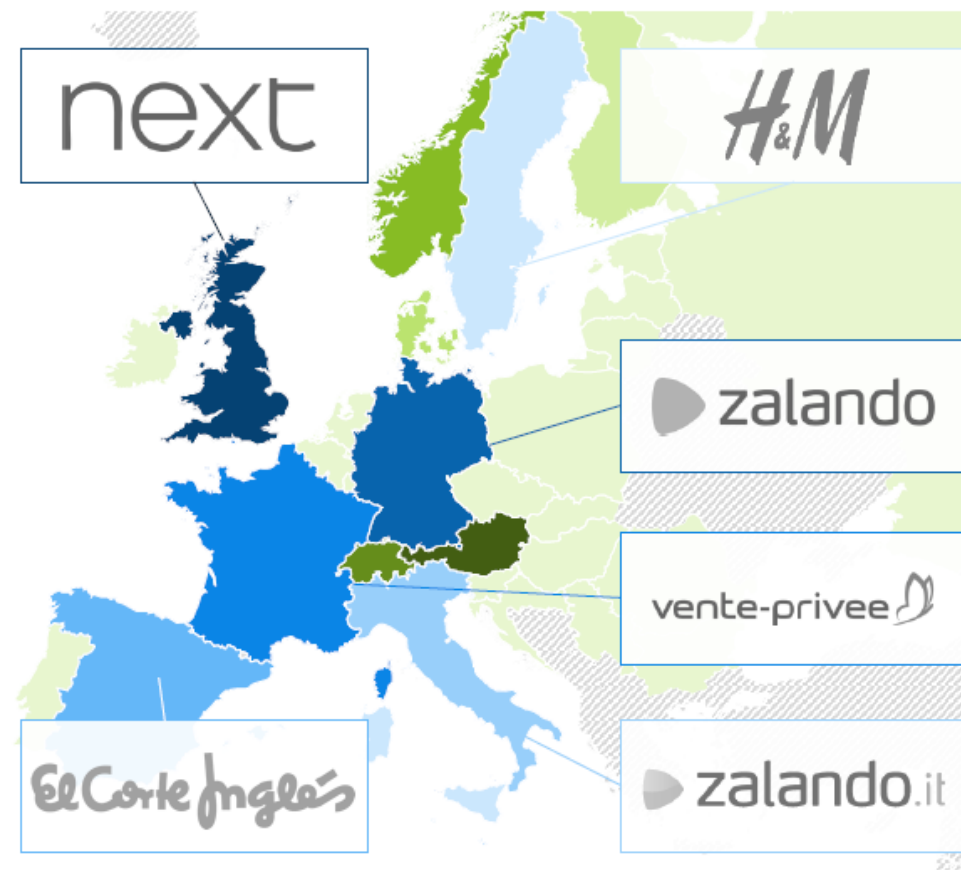 next
H&M
zalando
vente-privee
El Corte Inglés
zalando.it